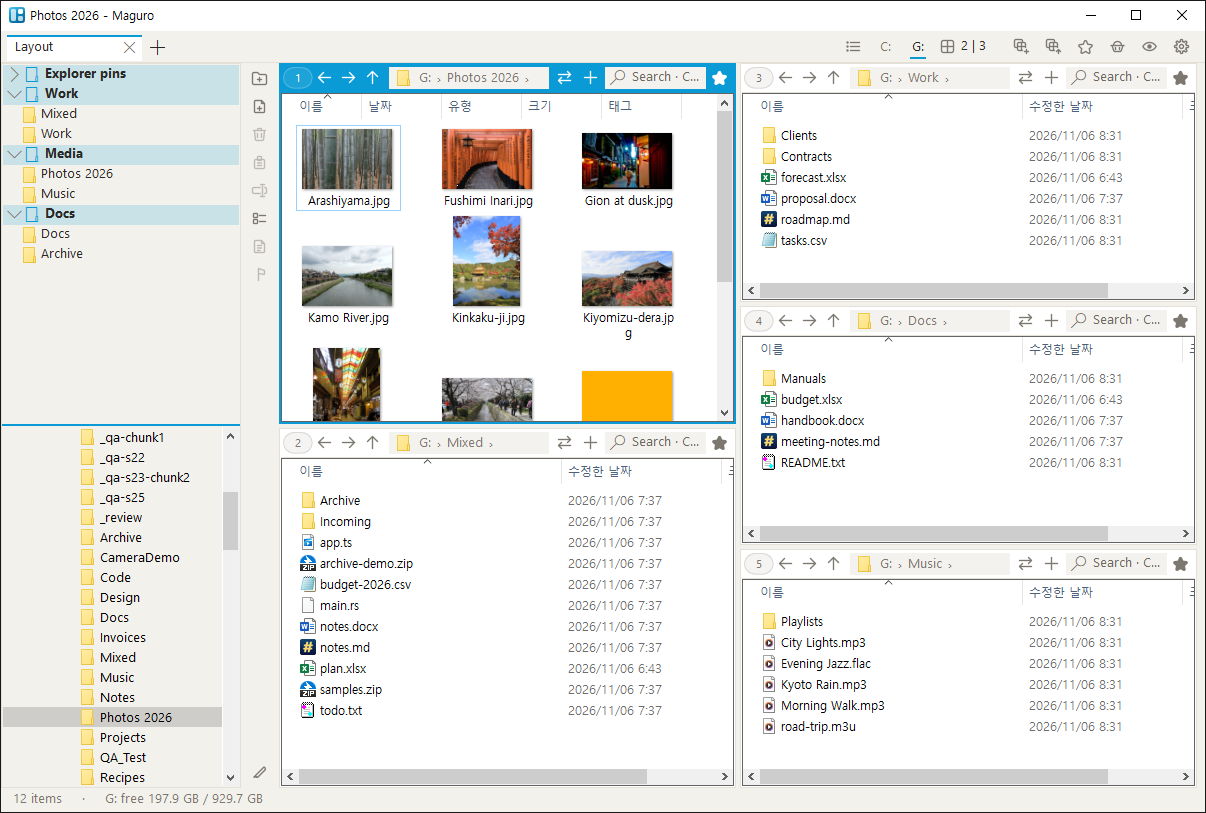 Photos 2026 - Maguro
Layout
C:
G:
2 | 3
Explorer pins
Work
Mixed
Work
Media
Photos 2026
Music
Docs
Docs
Archive
_qa-chunk1
_qa-s22
_qa-s23-chunk2
_qa-s25
_review
Archive
CameraDemo
Code
Design
Docs
Invoices
Mixed
Music
Notes
Photos 2026
Projects
QA_Test
Recipes
1 G: › Photos 2026 › Search · C...
이름 날짜 유형 크기 태그
Arashiyama.jpg Fushimi Inari.jpg Gion at dusk.jpg
Kamo River.jpg Kinkaku-ji.jpg Kiyomizu-dera.jp
g
2 G: › Mixed › Search · C...
이름 수정한 날짜
Archive 2026/11/06 7:37
Incoming 2026/11/06 7:37
app.ts 2026/11/06 7:37
archive-demo.zip 2026/11/06 7:37
budget-2026.csv 2026/11/06 7:37
main.rs 2026/11/06 7:37
notes.docx 2026/11/06 7:37
notes.md 2026/11/06 7:37
plan.xlsx 2026/11/06 6:43
samples.zip 2026/11/06 7:37
todo.txt 2026/11/06 7:37
3 G: › Work › Search · C...
이름 수정한 날짜
Clients 2026/11/06 8:31
Contracts 2026/11/06 8:31
forecast.xlsx 2026/11/06 6:43
proposal.docx 2026/11/06 7:37
roadmap.md 2026/11/06 8:31
tasks.csv 2026/11/06 8:31
4 G: › Docs › Search · C...
이름 수정한 날짜
Manuals 2026/11/06 8:31
budget.xlsx 2026/11/06 6:43
handbook.docx 2026/11/06 7:37
meeting-notes.md 2026/11/06 7:37
README.txt 2026/11/06 8:31
5 G: › Music › Search · C...
이름 수정한 날짜
Playlists 2026/11/06 8:31
City Lights.mp3 2026/11/06 8:31
Evening Jazz.flac 2026/11/06 8:31
Kyoto Rain.mp3 2026/11/06 8:31
Morning Walk.mp3 2026/11/06 8:31
road-trip.m3u 2026/11/06 8:31
12 items · G: free 197.9 GB / 929.7 GB